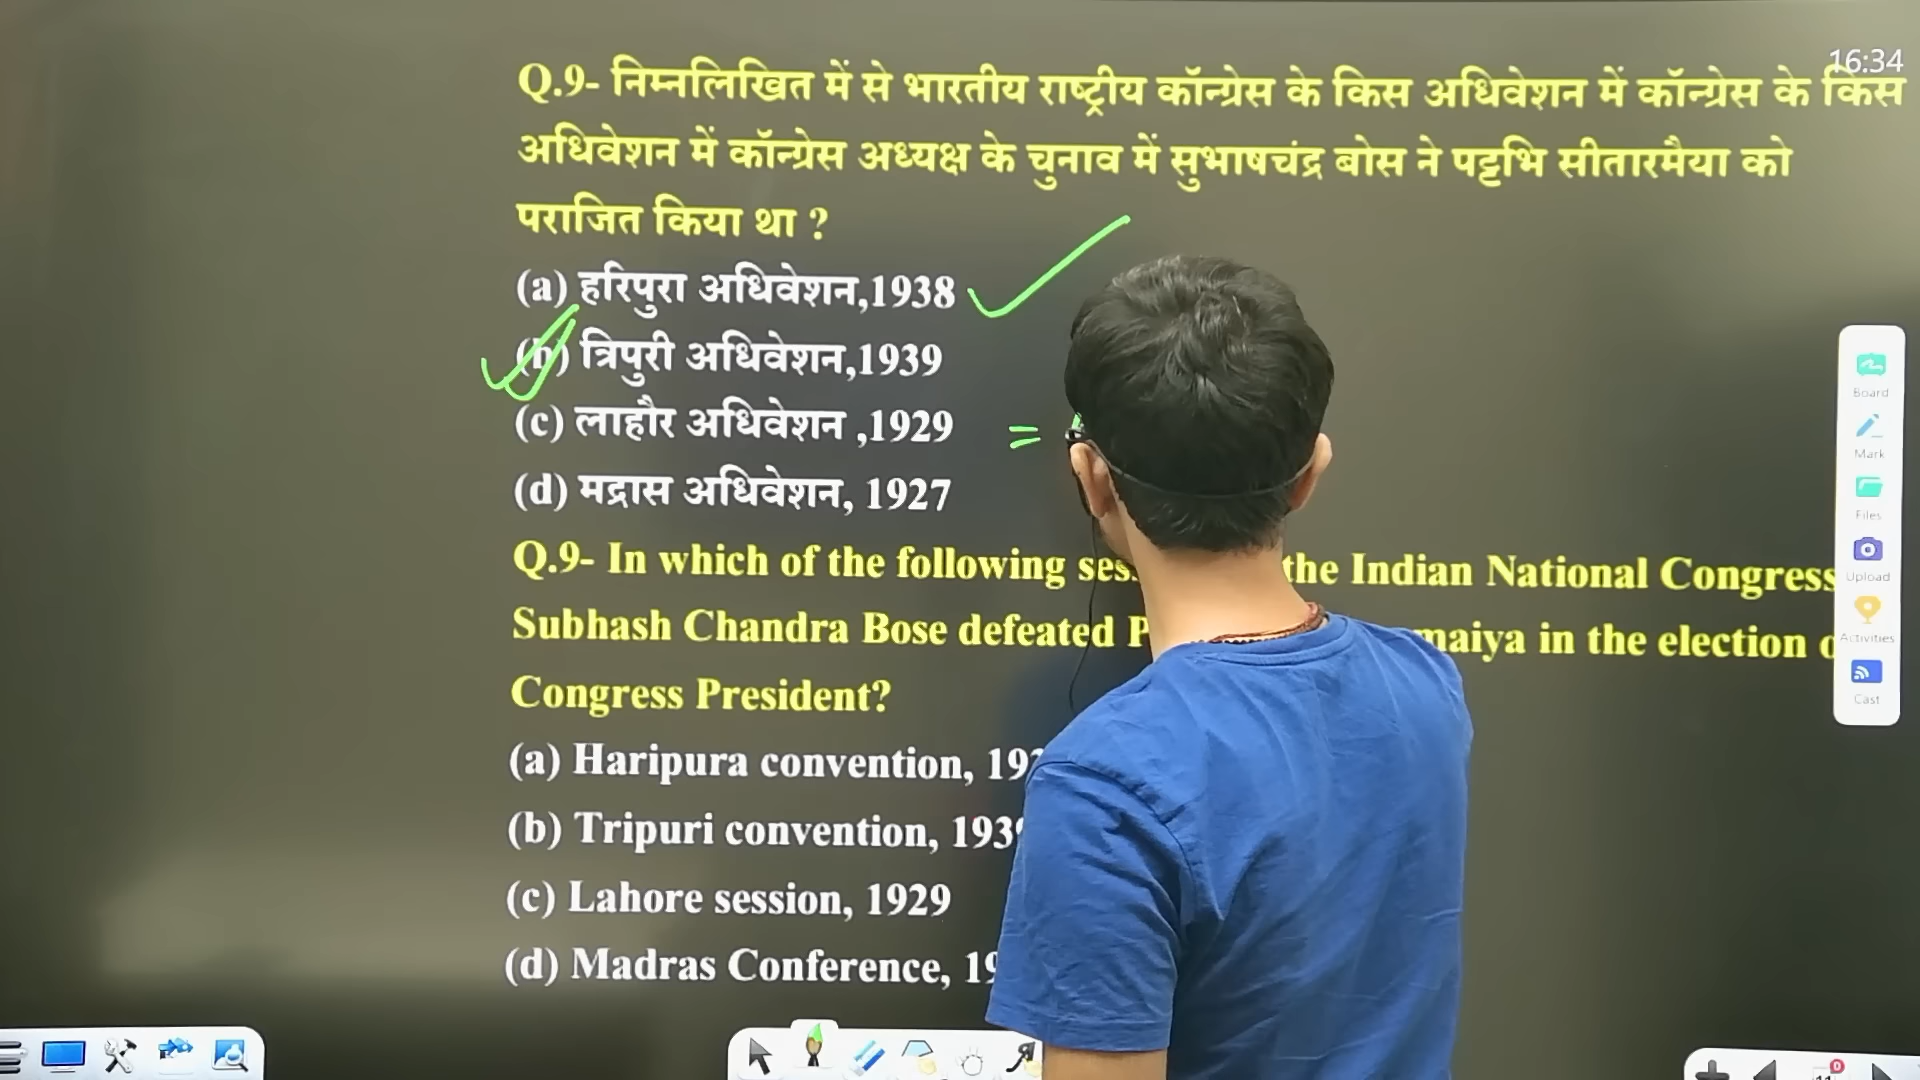 16:34
Q.9- निम्नलिखित में से भारतीय राष्ट्रीय कॉन्ग्रेस के किस अधिवेशन में कॉन्ग्रेस के किस
अधिवेशन में कॉन्ग्रेस अध्यक्ष के चुनाव में सुभाषचंद्र बोस ने पट्टभि सीतारमैया को
पराजित किया था ?
(a) हरिपुरा अधिवेशन,1938
(b) त्रिपुरी अधिवेशन,1939
(c) लाहौर अधिवेशन ,1929 =
(d) मद्रास अधिवेशन, 1927
Q.9- In which of the following the Indian National Congress
Subhash Chandra Bose defeated in the election
Congress President?
(a) Haripura convention,
(b) Tripuri convention,
(c) Lahore session, 1929
(d) Madras Conference,
Board
Mark
Files
Upload
Activities
Cast